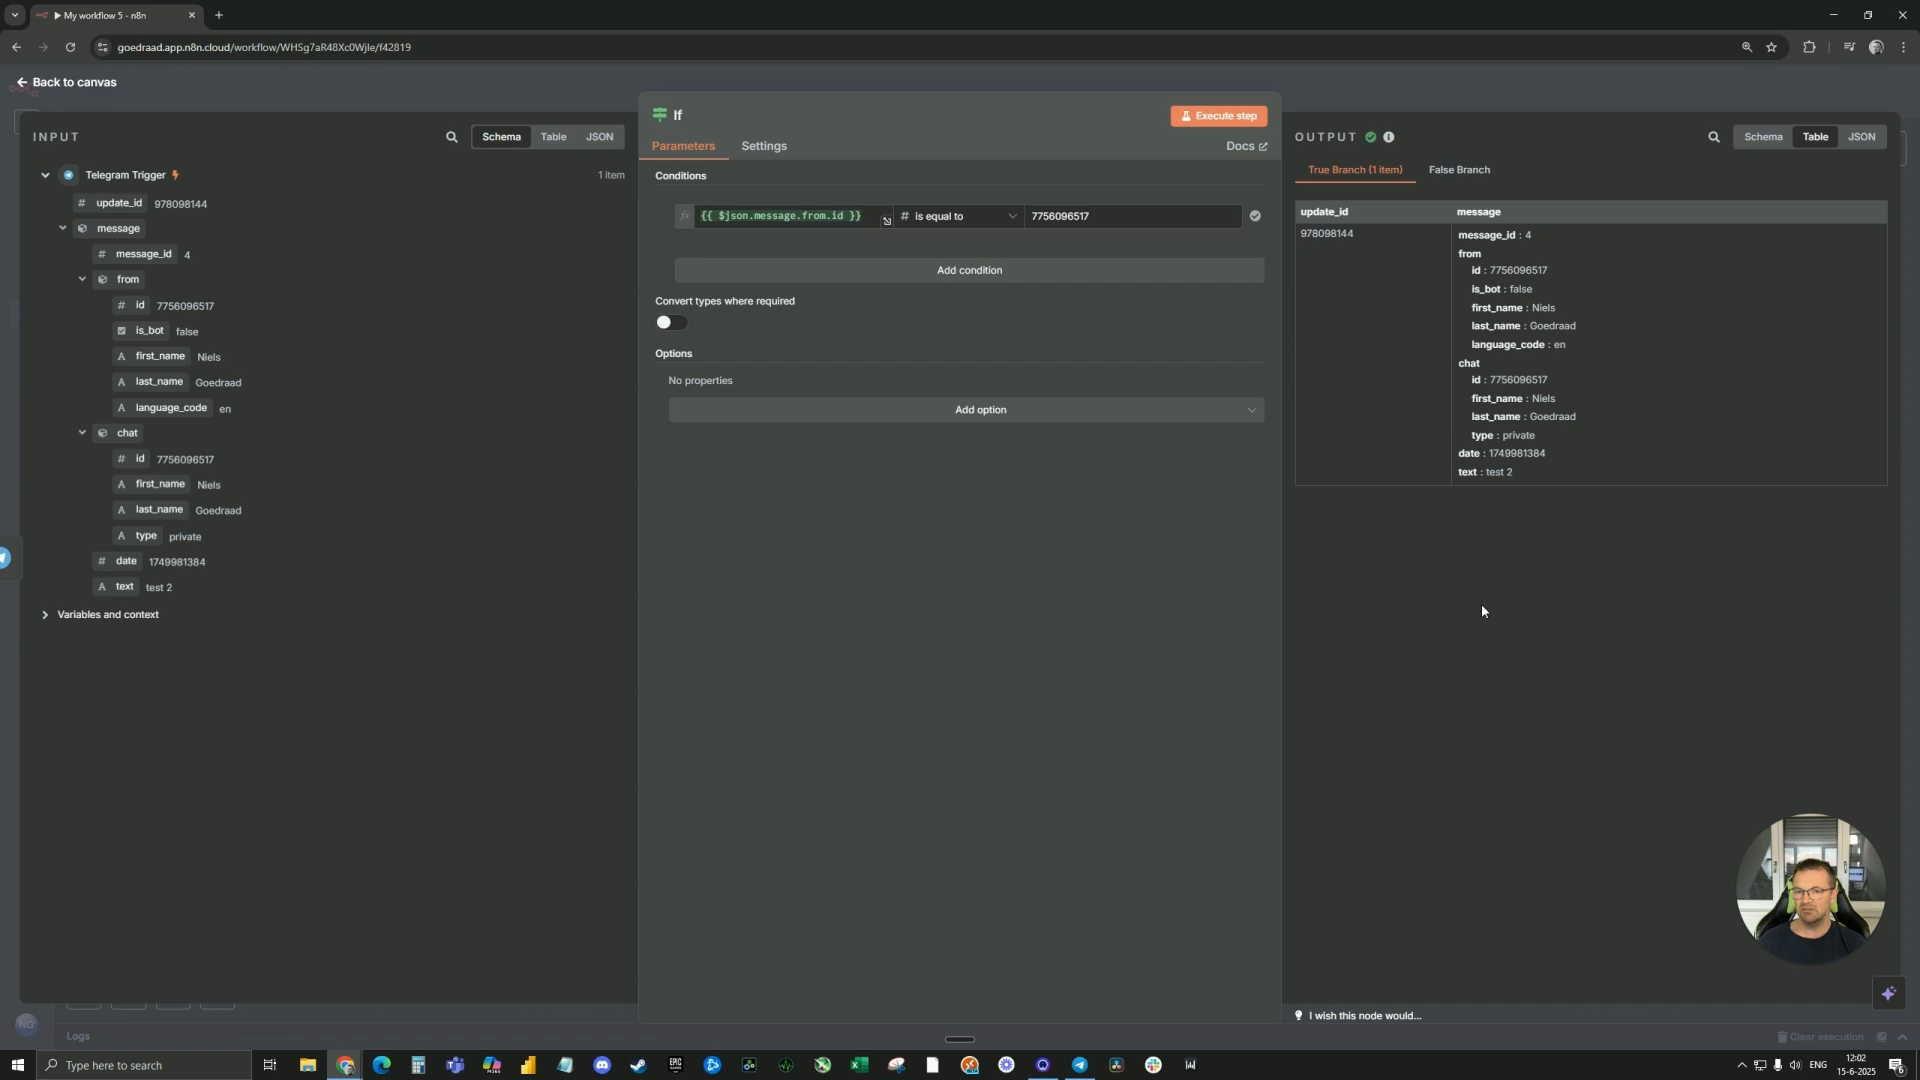 My workflow 5 - n8n
goedraad.app.n8n.cloud/workflow/WHSg7aR48Xc0Wjle/f42819
Back to canvas
INPUT
Schema
Table
JSON
Telegram Trigger
1 item
# update_id 978098144
message
# message_id 4
from
# id 7756096517
is_bot false
A first_name Niels
A last_name Goedraad
A language_code en
chat
# id 7756096517
A first_name Niels
A last_name Goedraad
A type private
# date 1749981384
A text test 2
Variables and context
If
Execute step
Parameters
Settings
Docs
Conditions
fx {{ $json.message.from.id }}
# is equal to
7756096517
Add condition
Convert types where required
Options
No properties
Add option
OUTPUT
Schema
Table
JSON
True Branch (1 item)
False Branch
update_id
message
978098144
message_id : 4
from
id : 7756096517
is_bot : false
first_name : Niels
last_name : Goedraad
language_code : en
chat
id : 7756096517
first_name : Niels
last_name : Goedraad
type : private
date : 1749981384
text : test 2
I wish this node would...
NG
Logs
Clear execution
Type here to search
ENG
12:02
15-6-2025